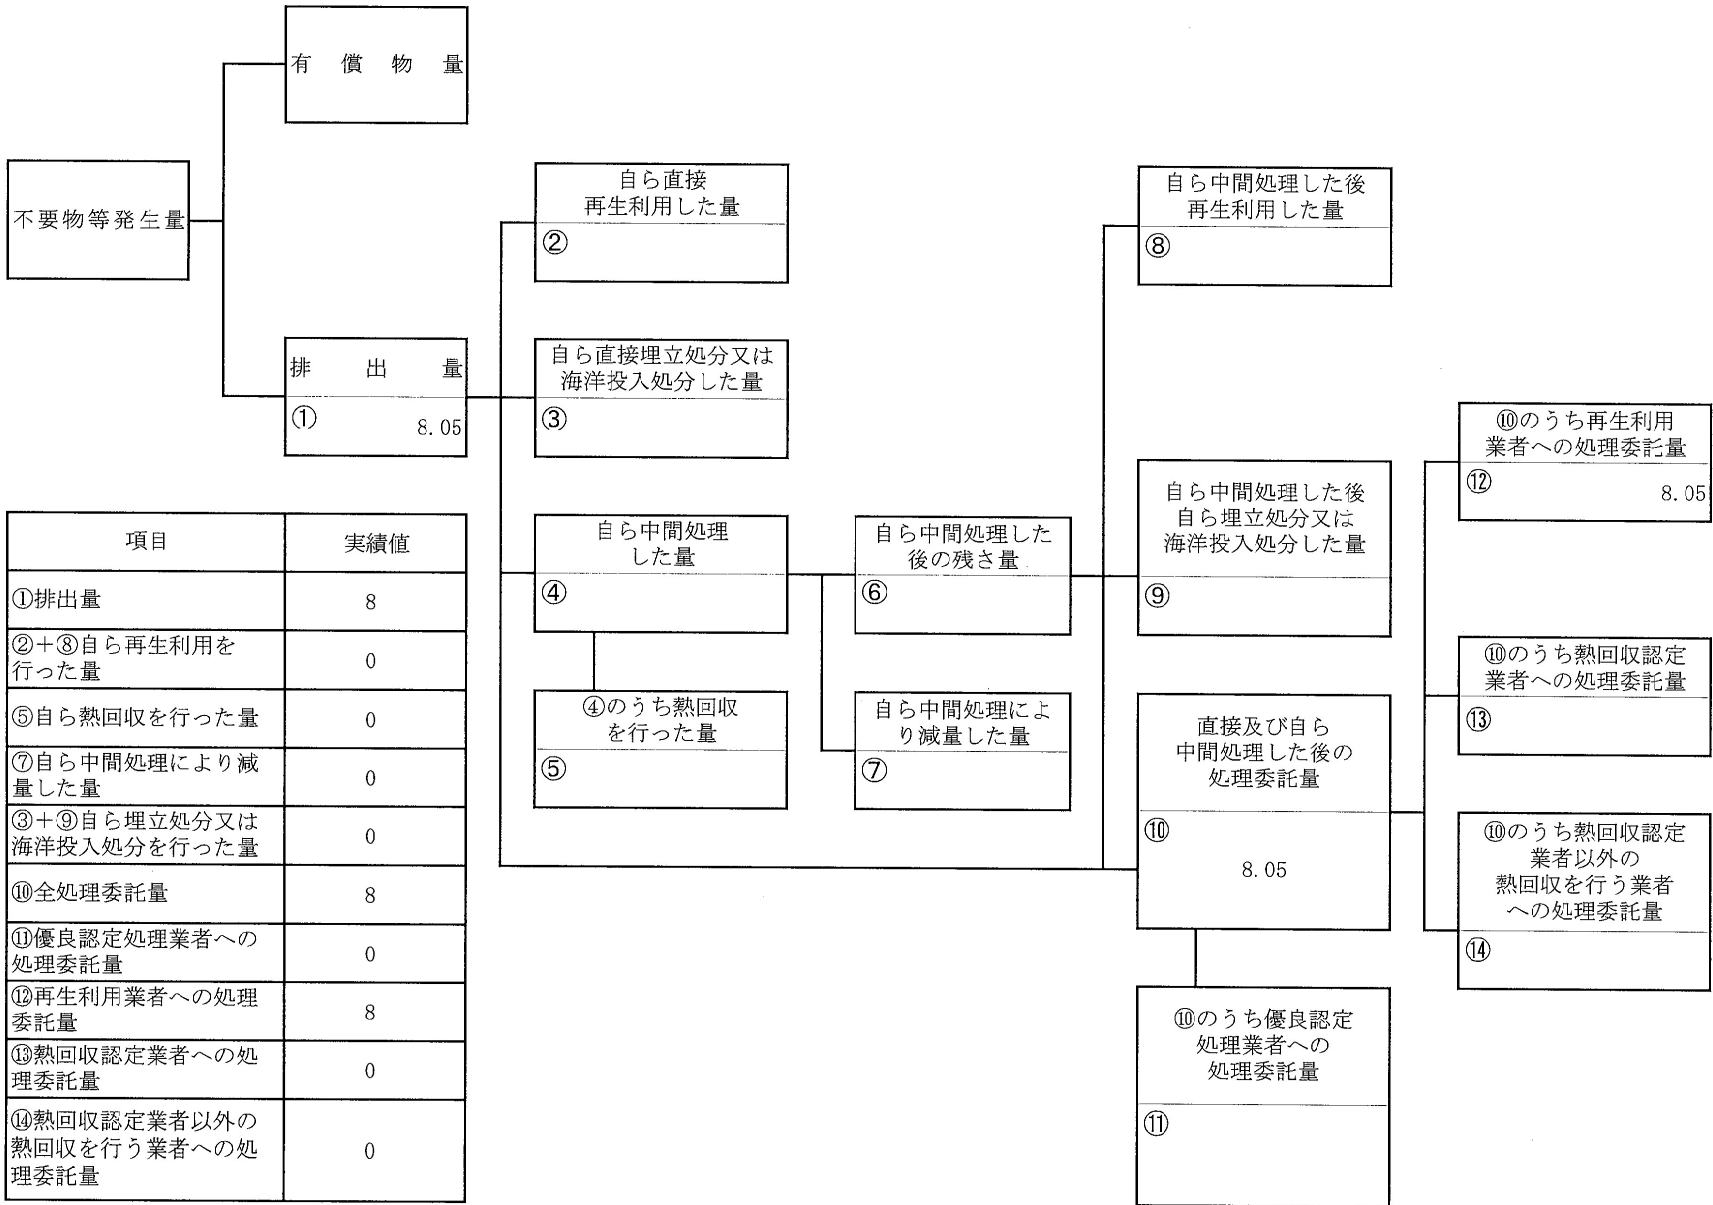 有償物量
不要物等発生量
排出量
①
8.05
自ら直接
再生利用した量
②
自ら直接埋立処分又は
海洋投入処分した量
③
自ら中間処理
した量
④
④のうち熱回収
を行った量
⑤
自ら中間処理した
後の残さ量
⑥
自ら中間処理によ
り減量した量
⑦
自ら中間処理した後
再生利用した量
⑧
自ら中間処理した後
自ら埋立処分又は
海洋投入処分した量
⑨
直接及び自ら
中間処理した後の
処理委託量
⑩
8.05
⑩のうち優良認定
処理業者への
処理委託量
⑪
⑩のうち再生利用
業者への処理委託量
⑫
8.05
⑩のうち熱回収認定
業者への処理委託量
⑬
⑩のうち熱回収認定
業者以外の
熱回収を行う業者
への処理委託量
⑭
項目 実績値
①排出量 8
②+⑧自ら再生利用を
行った量 0
⑤自ら熱回収を行った量 0
⑦自ら中間処理により減
量した量 0
③+⑨自ら埋立処分又は
海洋投入処分を行った量 0
⑩全処理委託量 8
⑪優良認定処理業者への
処理委託量 0
⑫再生利用業者への処理
委託量 8
⑬熱回収認定業者への処
理委託量 0
⑭熱回収認定業者以外の
熱回収を行う業者への処
理委託量 0